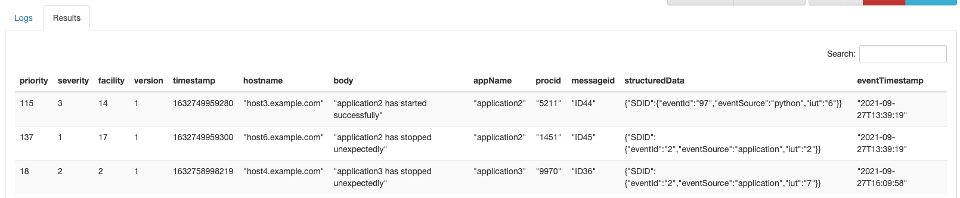 Logs Results
Search:
priority severity facility version timestamp hostname body appName procid messageid structuredData eventTimestamp
115 3 14 1 1632749959280 "host3.example.com" "application2 has started "application2" "5211" "ID44" {"SDID":{"eventId":"97","eventSource":"python","iut":"6"}} "2021-09-
successfully" 27T13:39:19"
137 1 17 1 1632749959300 "host6.example.com" "application2 has stopped "application2" "1451" "ID45" {"SDID": "2021-09-
unexpectedly" {"eventId":"2","eventSource":"application","iut":"2"}} 27T13:39:19"
18 2 2 1 1632758998219 "host4.example.com" "application3 has stopped "application3" "9970" "ID36" {"SDID": "2021-09-
unexpectedly" {"eventId":"2","eventSource":"application","iut":"7"}} 27T16:09:58"